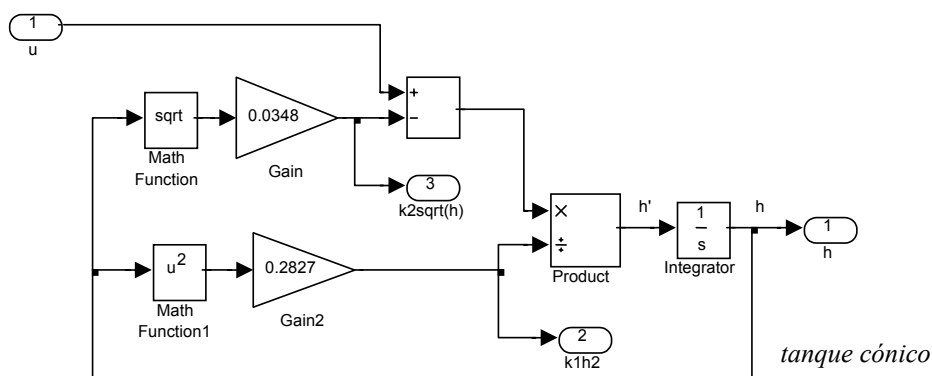 1
u
sqrt
Math
Function
0.0348
Gain
+
−
3
k2sqrt(h)
u2
Math
Function1
0.2827
Gain2
×
÷
Product
h'
1
s
Integrator
h
1
h
2
k1h2
tanque cónico